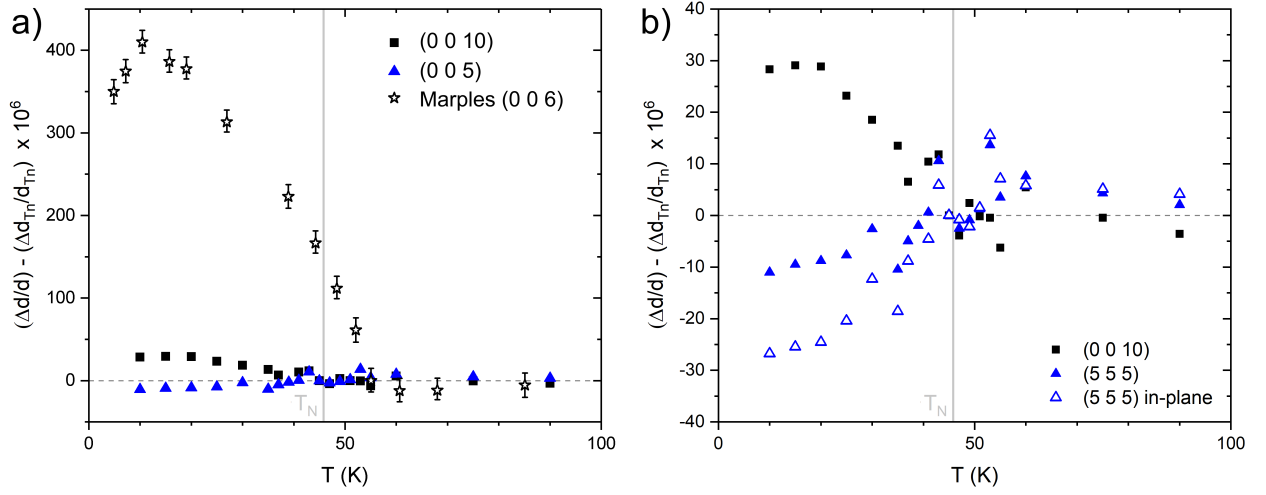 a)
(Δd/d) - (Δd_Tn/d_Tn) x 10^6
400
300
200
100
0
(0 0 10)
(0 0 5)
Marples (0 0 6)
T_N
0
50
100
T (K)
b)
(Δd/d) - (Δd_Tn/d_Tn) x 10^6
40
30
20
10
0
-10
-20
-30
-40
T_N
(0 0 10)
(5 5 5)
(5 5 5) in-plane
0
50
100
T (K)